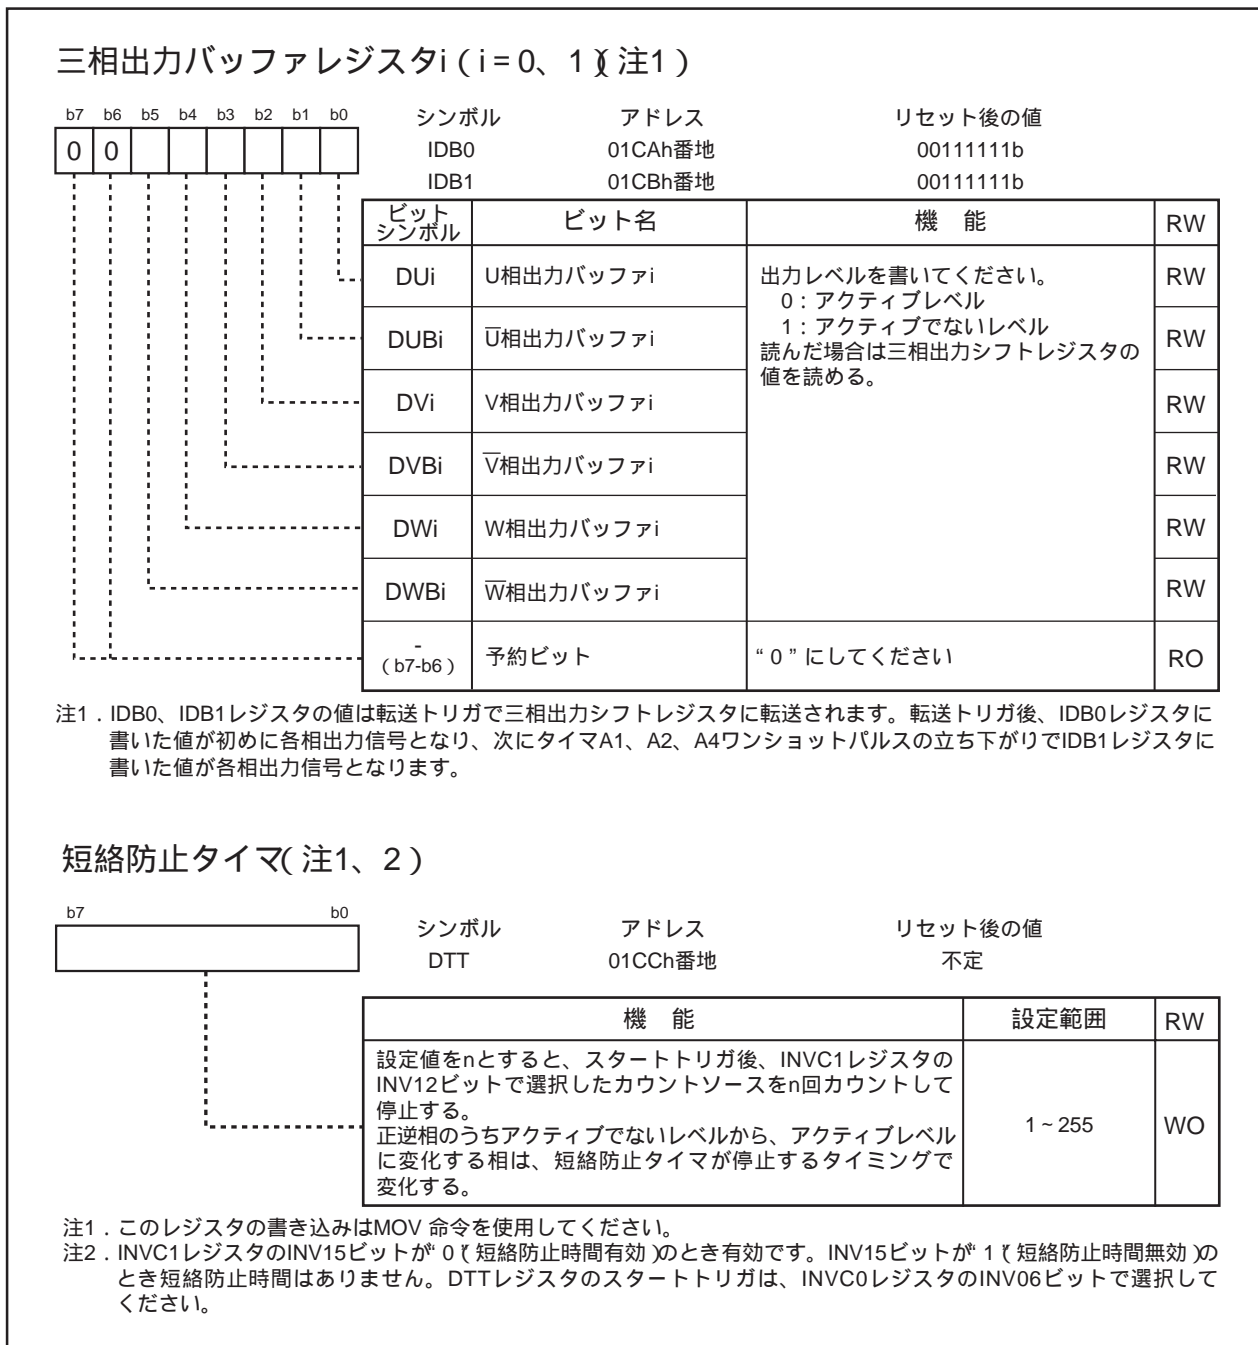 三相出力バッファレジスタi（i = 0、1）（注1）
b7 b6 b5 b4 b3 b2 b1 b0
シンボル アドレス リセット後の値
0 0
IDB0 01CAh番地 00111111b
IDB1 01CBh番地 00111111b
ビット
シンボル
ビット名 機 能 RW
DUi U相出力バッファi RW
出力レベルを書いてください。
0：アクティブレベル
1：アクティブでないレベル
読んだ場合は三相出力シフトレジスタの
値を読める。
DUBi U̅相出力バッファi RW
DVi V相出力バッファi RW
DVBi V̅相出力バッファi RW
DWi W相出力バッファi RW
DWBi W̅相出力バッファi RW
-
（b7-b6）
予約ビット “0”にしてください RO
注1．IDB0、IDB1レジスタの値は転送トリガで三相出力シフトレジスタに転送されます。転送トリガ後、IDB0レジスタに
書いた値が初めに各相出力信号となり、次にタイマA1、A2、A4ワンショットパルスの立ち下がりでIDB1レジスタに
書いた値が各相出力信号となります。
短絡防止タイマ（注1、2）
b7 b0
シンボル アドレス リセット後の値
DTT 01CCh番地 不定
機 能 設定範囲 RW
設定値をnとすると、スタートトリガ後、INVC1レジスタの
INV12ビットで選択したカウントソースをn回カウントして
停止する。
正逆相のうちアクティブでないレベルから、アクティブレベル
に変化する相は、短絡防止タイマが停止するタイミングで
変化する。
1～255 WO
注1．このレジスタの書き込みはMOV 命令を使用してください。
注2．INVC1レジスタのINV15ビットが“0”（短絡防止時間有効）のとき有効です。INV15ビットが“1”（短絡防止時間無効）の
とき短絡防止時間はありません。DTTレジスタのスタートトリガは、INVC0レジスタのINV06ビットで選択して
ください。